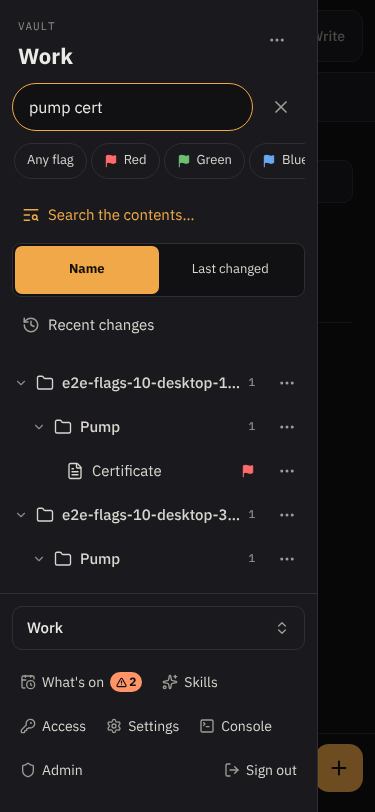 VAULT
Work
Write
pump cert
Any flag
Red
Green
Blue
Search the contents...
Name
Last changed
Recent changes
e2e-flags-10-desktop-1... 1
Pump 1
Certificate
e2e-flags-10-desktop-3... 1
Pump 1
Work
What's on 2
Skills
Access
Settings
Console
Admin
Sign out